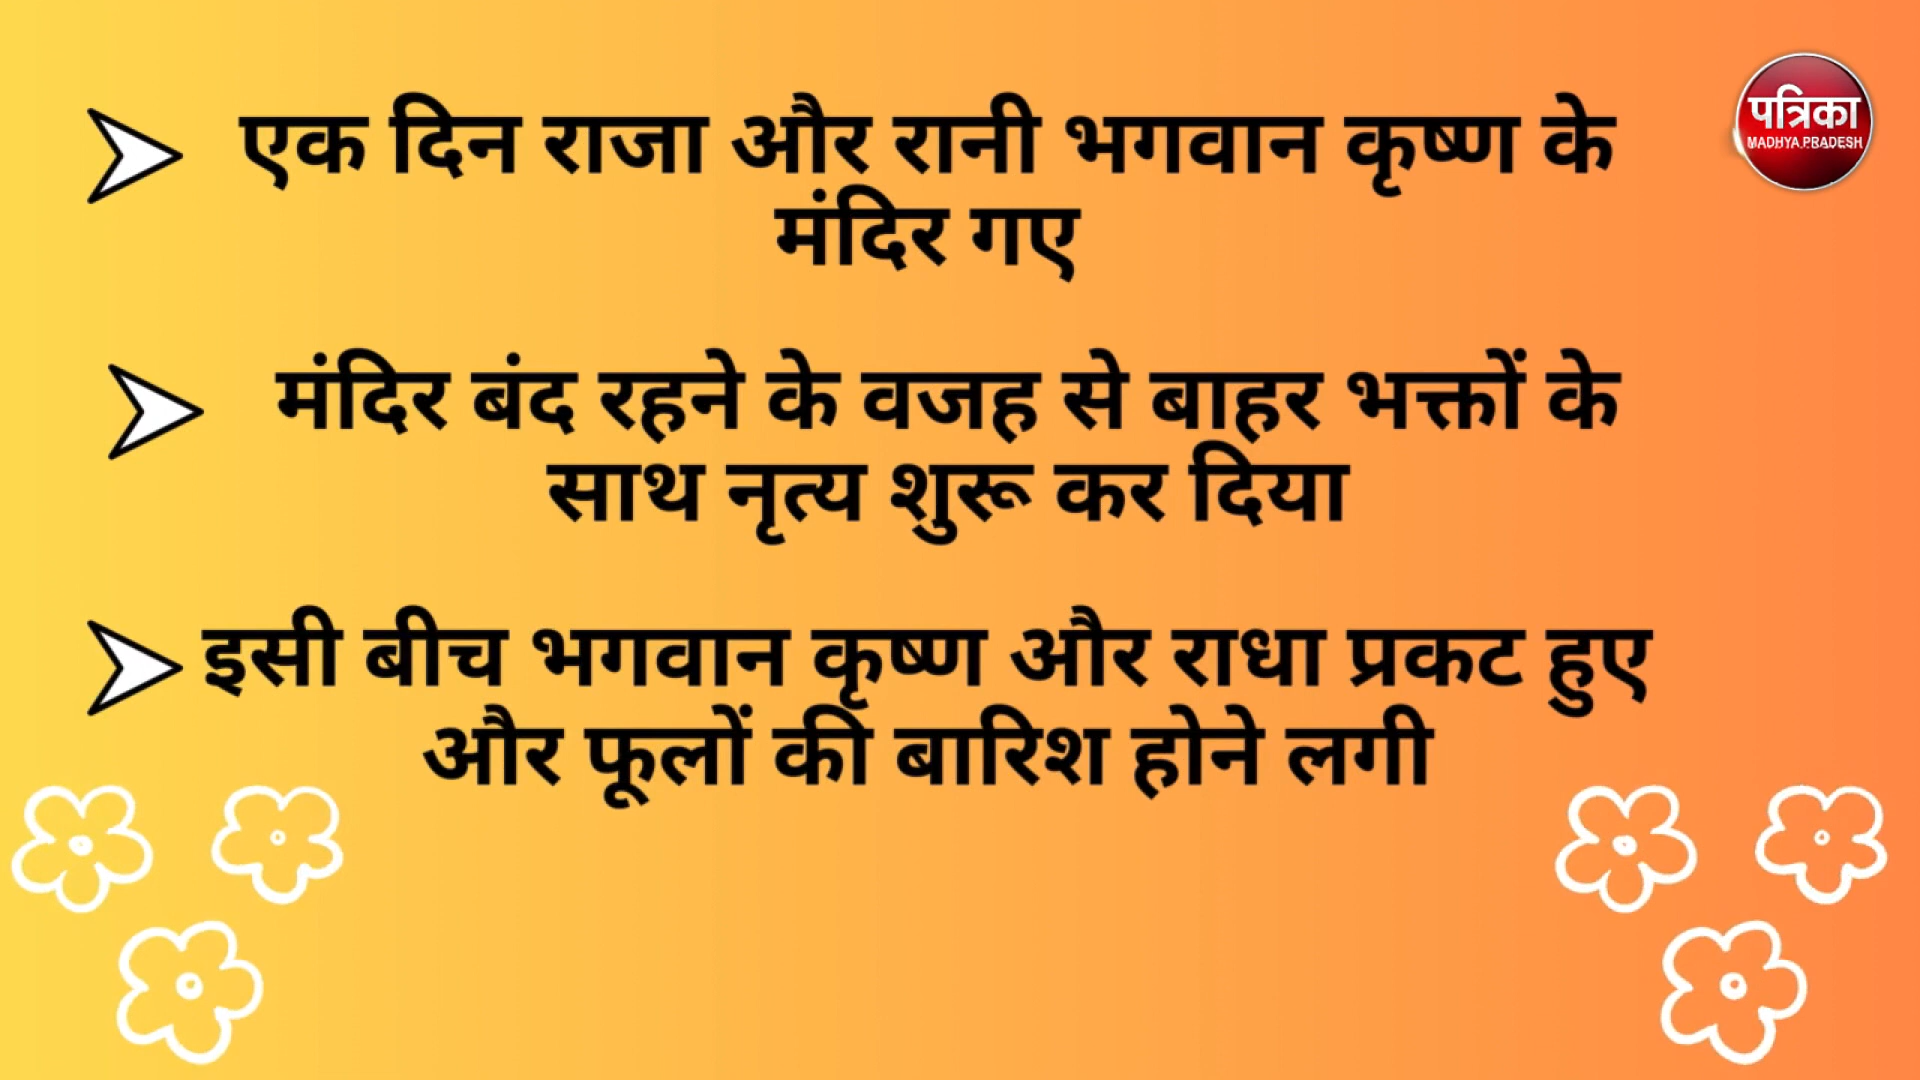 एक दिन राजा और रानी भगवान कृष्ण के
मंदिर गए
मंदिर बंद रहने के वजह से बाहर भक्तों के
साथ नृत्य शुरू कर दिया
इसी बीच भगवान कृष्ण और राधा प्रकट हुए
और फूलों की बारिश होने लगी
पत्रिका
MADHYA PRADESH